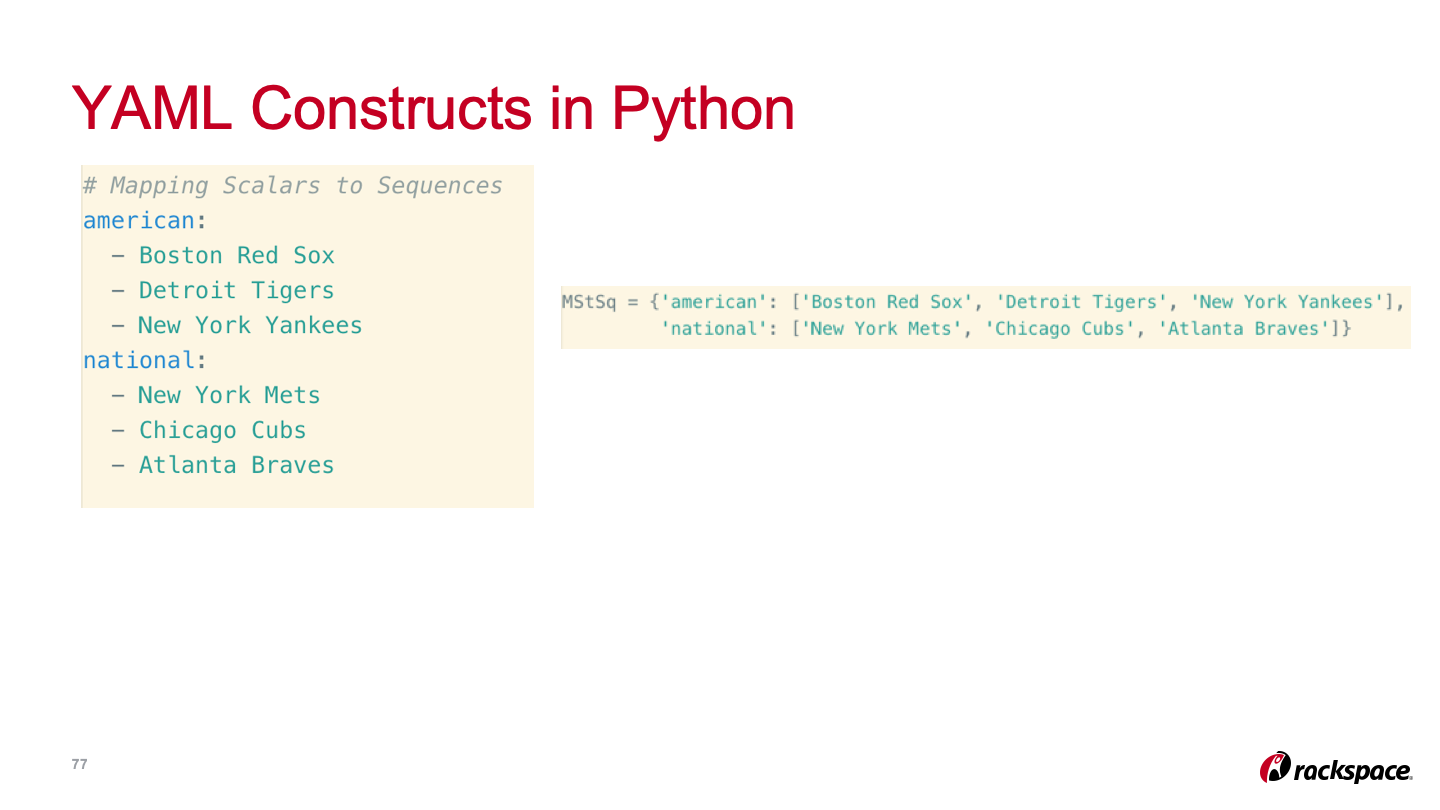 YAML Constructs in Python
# Mapping Scalars to Sequences
american:
  - Boston Red Sox
  - Detroit Tigers
  - New York Yankees
national:
  - New York Mets
  - Chicago Cubs
  - Atlanta Braves
MStSq = {'american': ['Boston Red Sox', 'Detroit Tigers', 'New York Yankees'],
         'national': ['New York Mets', 'Chicago Cubs', 'Atlanta Braves']}
77
rackspace.